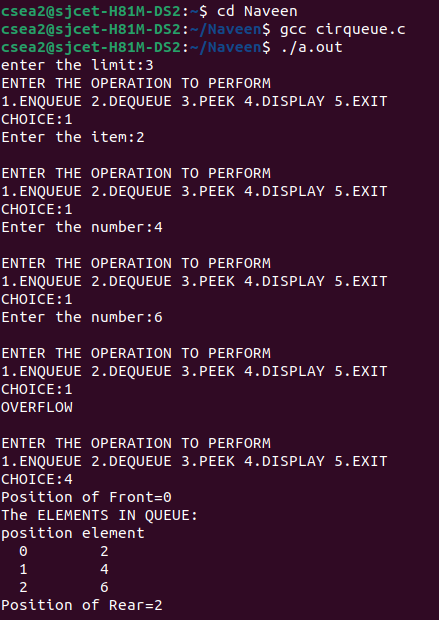 csea2@sjcet-H81M-DS2:~$ cd Naveen
csea2@sjcet-H81M-DS2:~/Naveen$ gcc cirqueue.c
csea2@sjcet-H81M-DS2:~/Naveen$ ./a.out
enter the limit:3
ENTER THE OPERATION TO PERFORM
1.ENQUEUE 2.DEQUEUE 3.PEEK 4.DISPLAY 5.EXIT
CHOICE:1
Enter the item:2

ENTER THE OPERATION TO PERFORM
1.ENQUEUE 2.DEQUEUE 3.PEEK 4.DISPLAY 5.EXIT
CHOICE:1
Enter the number:4

ENTER THE OPERATION TO PERFORM
1.ENQUEUE 2.DEQUEUE 3.PEEK 4.DISPLAY 5.EXIT
CHOICE:1
Enter the number:6

ENTER THE OPERATION TO PERFORM
1.ENQUEUE 2.DEQUEUE 3.PEEK 4.DISPLAY 5.EXIT
CHOICE:1
OVERFLOW

ENTER THE OPERATION TO PERFORM
1.ENQUEUE 2.DEQUEUE 3.PEEK 4.DISPLAY 5.EXIT
CHOICE:4
Position of Front=0
The ELEMENTS IN QUEUE:
position element
  0        2
  1        4
  2        6
Position of Rear=2